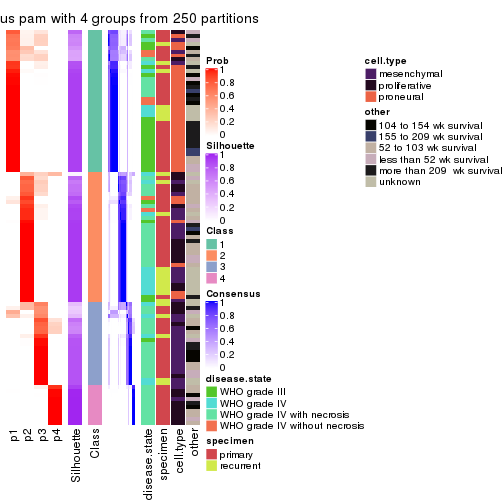 us pam with 4 groups from 250 partitions
Prob
1
0.8
0.6
0.4
0.2
0
Silhouette
1
0.8
0.6
0.4
0.2
0
Class
1
2
3
4
Consensus
1
0.8
0.6
0.4
0.2
0
disease.state
WHO grade III
WHO grade IV
WHO grade IV with necrosis
WHO grade IV without necrosis
specimen
primary
recurrent
cell.type
mesenchymal
proliferative
proneural
other
104 to 154 wk survival
155 to 209 wk survival
52 to 103 wk survival
less than 52 wk survival
more than 209  wk survival
unknown
p1
p2
p3
p4
Silhouette
Class
disease.state
specimen
cell.type
other